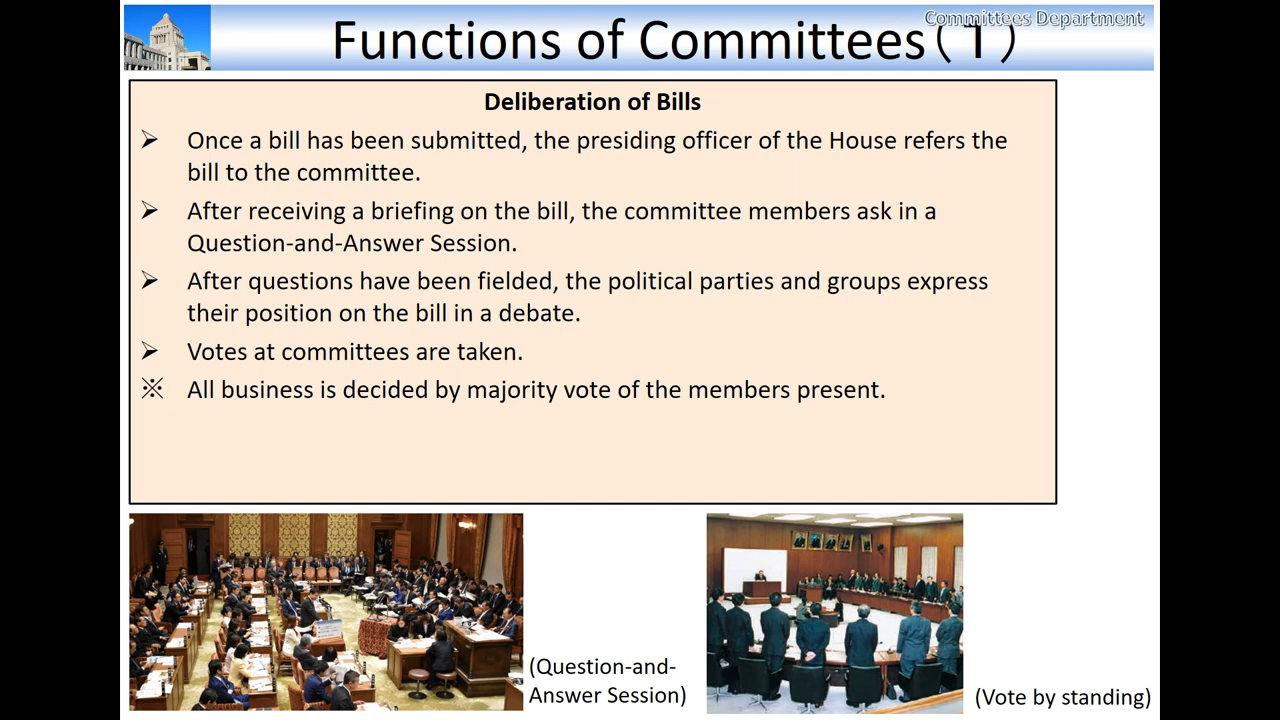 Committees Department
Functions of Committees（1）
Deliberation of Bills
➢ Once a bill has been submitted, the presiding officer of the House refers the
bill to the committee.
➢ After receiving a briefing on the bill, the committee members ask in a
Question-and-Answer Session.
➢ After questions have been fielded, the political parties and groups express
their position on the bill in a debate.
➢ Votes at committees are taken.
※ All business is decided by majority vote of the members present.
(Question-and-
Answer Session)
(Vote by standing)